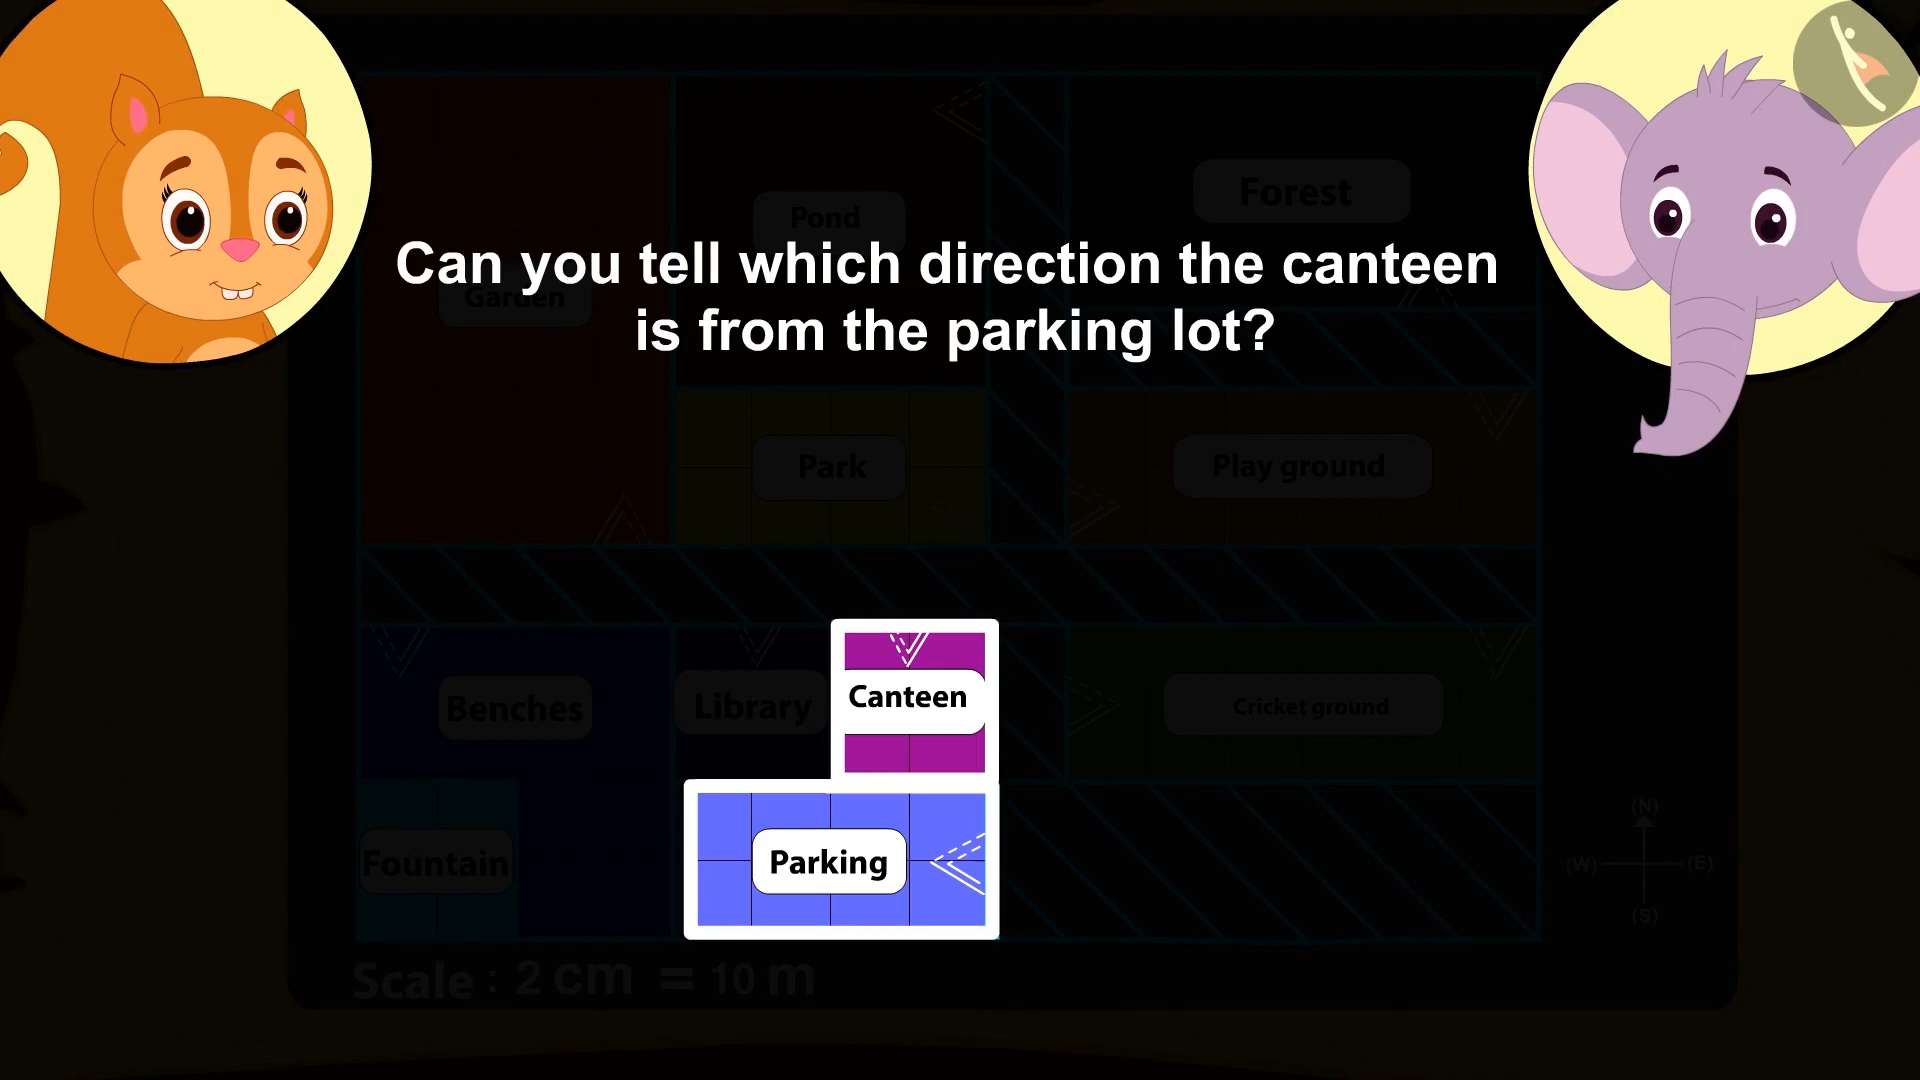 Forest
Pond
Can you tell which direction the canteen
Garden
is from the parking lot?
Park
Play ground
Benches
Library
Canteen
Cricket ground
Fountain
Parking
(N)
(W)
(E)
(S)
Scale : 2 cm = 10 m